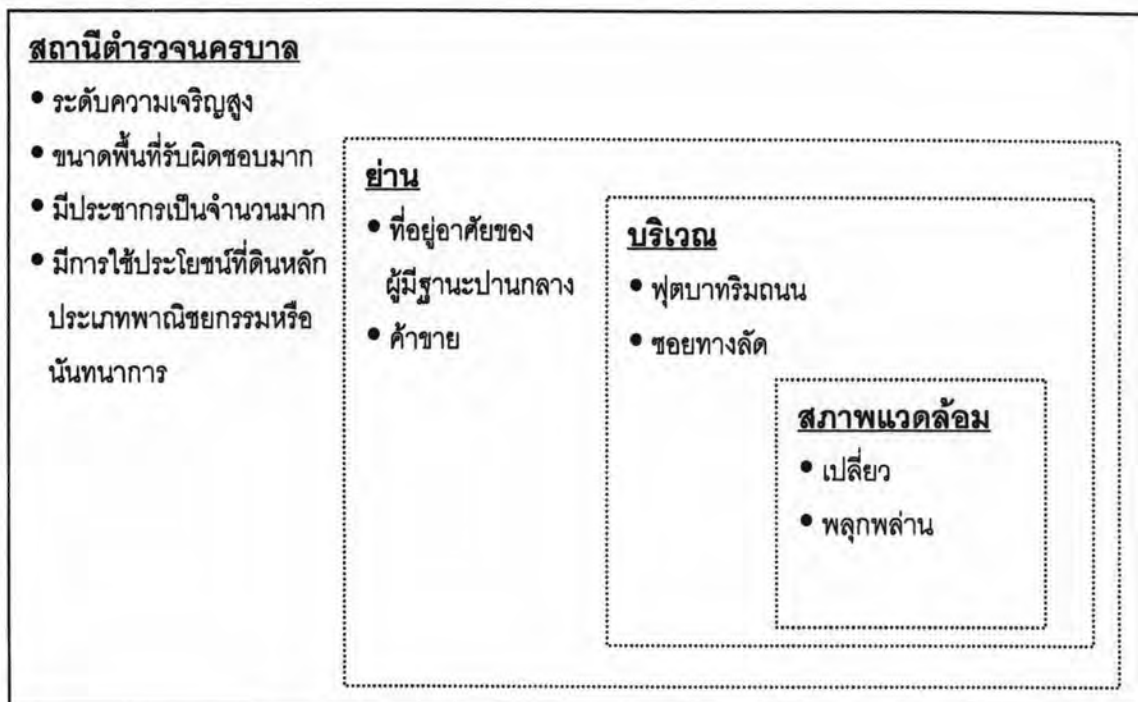 สถานีตำรวจนครบาล
• ระดับความเจริญสูง
• ขนาดพื้นที่รับผิดชอบมาก
• มีประชากรเป็นจำนวนมาก
• มีการใช้ประโยชน์ที่ดินหลัก
ประเภทพาณิชยกรรมหรือ
นันทนาการ
ย่าน
• ที่อยู่อาศัยของ
ผู้มีฐานะปานกลาง
• ค้าขาย
บริเวณ
• ฟุตบาทริมถนน
• ซอยทางลัด
สภาพแวดล้อม
• เปลี่ยว
• พลุกพล่าน